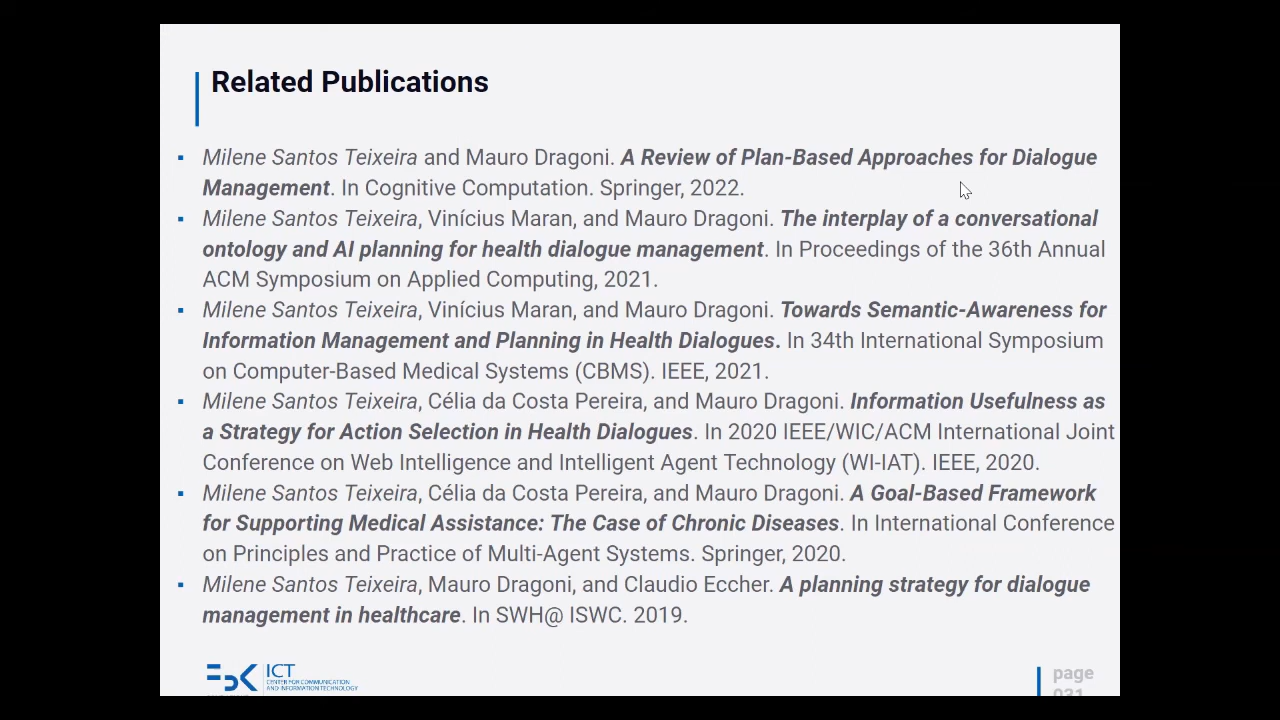 Related Publications
▪ Milene Santos Teixeira and Mauro Dragoni. A Review of Plan-Based Approaches for Dialogue
Management. In Cognitive Computation. Springer, 2022.
▪ Milene Santos Teixeira, Vinícius Maran, and Mauro Dragoni. The interplay of a conversational
ontology and AI planning for health dialogue management. In Proceedings of the 36th Annual
ACM Symposium on Applied Computing, 2021.
▪ Milene Santos Teixeira, Vinícius Maran, and Mauro Dragoni. Towards Semantic-Awareness for
Information Management and Planning in Health Dialogues. In 34th International Symposium
on Computer-Based Medical Systems (CBMS). IEEE, 2021.
▪ Milene Santos Teixeira, Célia da Costa Pereira, and Mauro Dragoni. Information Usefulness as
a Strategy for Action Selection in Health Dialogues. In 2020 IEEE/WIC/ACM International Joint
Conference on Web Intelligence and Intelligent Agent Technology (WI-IAT). IEEE, 2020.
▪ Milene Santos Teixeira, Célia da Costa Pereira, and Mauro Dragoni. A Goal-Based Framework
for Supporting Medical Assistance: The Case of Chronic Diseases. In International Conference
on Principles and Practice of Multi-Agent Systems. Springer, 2020.
▪ Milene Santos Teixeira, Mauro Dragoni, and Claudio Eccher. A planning strategy for dialogue
management in healthcare. In SWH@ ISWC. 2019.
FBK ICT
CENTER FOR COMMUNICATION
AND INFORMATION TECHNOLOGY
page
031